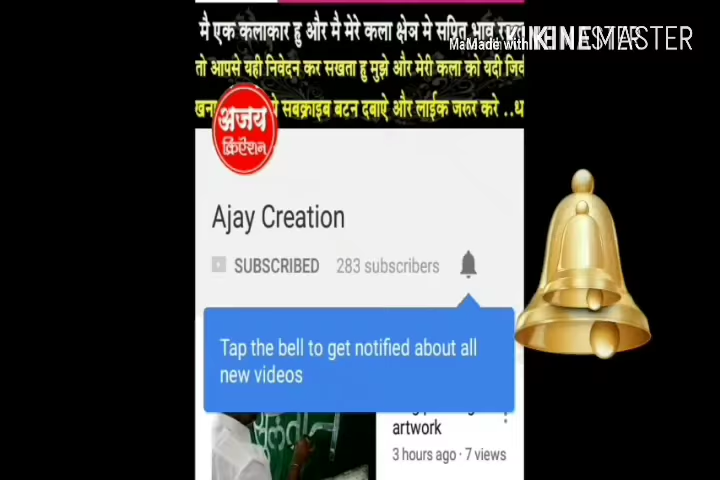 मै एक कलाकार हु और मै मेरे कला क्षेञ मे सप्रित भाव
Made with KINEMASTER
तो आपसे यही निवेदन कर सखता हु मुझे और मेरी कला को यदी
सबक्राइब बटन दबाऐ और लाईक जरुर करे ..
अजय
क्रिऐशन
Ajay Creation
SUBSCRIBED 283 subscribers
Tap the bell to get notified about all
new videos
artwork
3 hours ago · 7 views